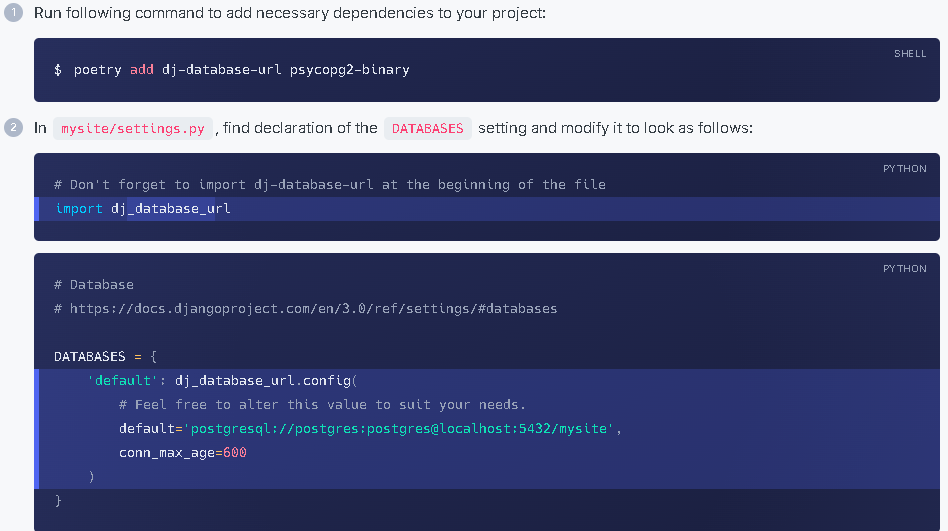 1 Run following command to add necessary dependencies to your project:
SHELL
$ poetry add dj-database-url psycopg2-binary
2 In mysite/settings.py, find declaration of the DATABASES setting and modify it to look as follows:
PYTHON
# Don't forget to import dj-database-url at the beginning of the file
import dj_database_url
PYTHON
# Database
# https://docs.djangoproject.com/en/3.0/ref/settings/#databases
DATABASES = {
    'default': dj_database_url.config(
        # Feel free to alter this value to suit your needs.
        default='postgresql://postgres:postgres@localhost:5432/mysite',
        conn_max_age=600
    )
}